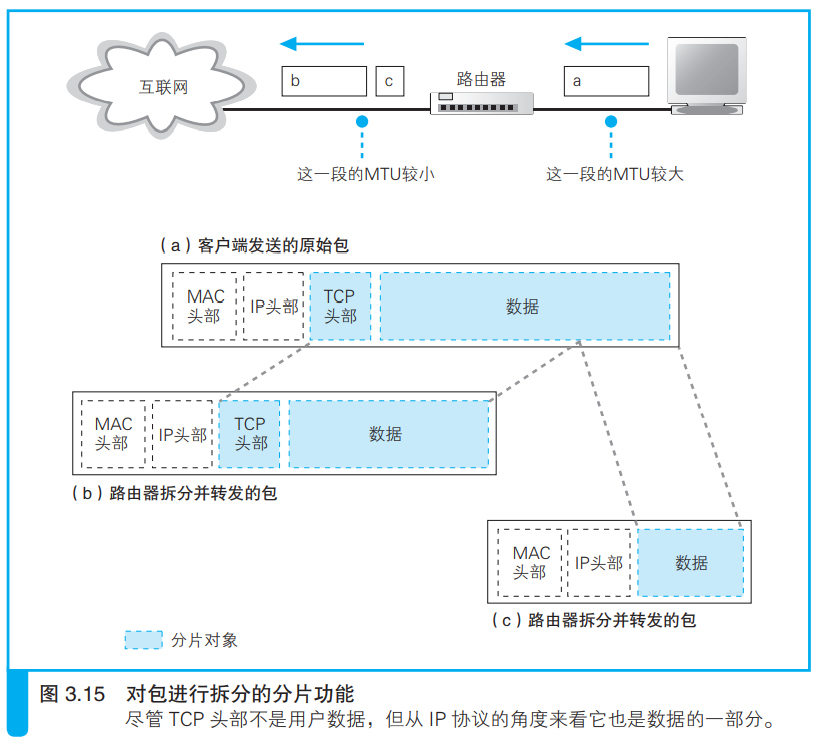 互联网
b
c
路由器
a
这一段的MTU较小
这一段的MTU较大
（a）客户端发送的原始包
MAC
头部
IP头部
TCP
头部
数据
MAC
头部
IP头部
TCP
头部
数据
（b）路由器拆分并转发的包
MAC
头部
IP头部
数据
（c）路由器拆分并转发的包
分片对象
图 3.15 对包进行拆分的分片功能
尽管 TCP 头部不是用户数据，但从 IP 协议的角度来看它也是数据的一部分。